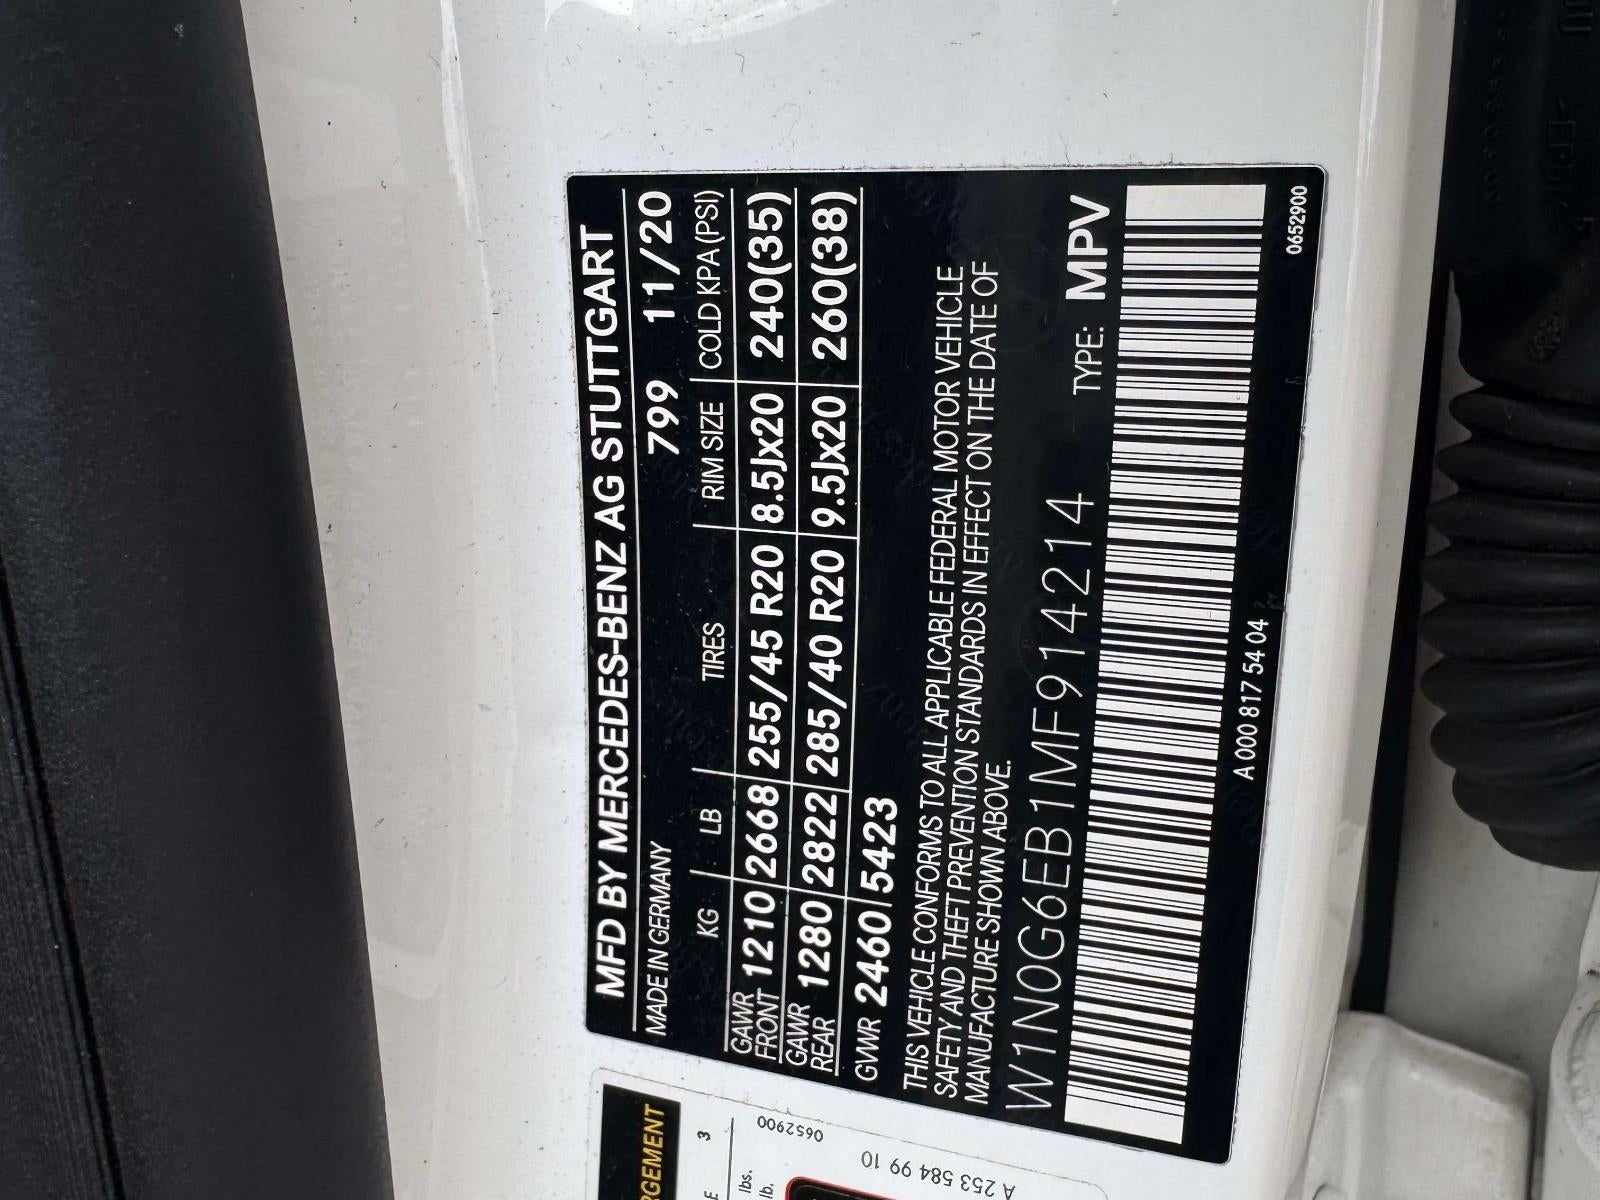 MFD BY MERCEDES-BENZ AG STUTTGART
MADE IN GERMANY 799 11/20
KG LB TIRES RIM SIZE COLD KPA(PSI)
GAWR FRONT 1210 2668 255/45 R20 8.5Jx20 240(35)
GAWR REAR 1280 2822 285/40 R20 9.5Jx20 260(38)
GVWR 2460 5423
THIS VEHICLE CONFORMS TO ALL APPLICABLE FEDERAL MOTOR VEHICLE
SAFETY AND THEFT PREVENTION STANDARDS IN EFFECT ON THE DATE OF
MANUFACTURE SHOWN ABOVE.
W1N0G6EB1MF914214 TYPE: MPV
A 000 817 54 04
0652900
RGEMENT
3
lbs.
lb.
0652900
A 253 584 99 10